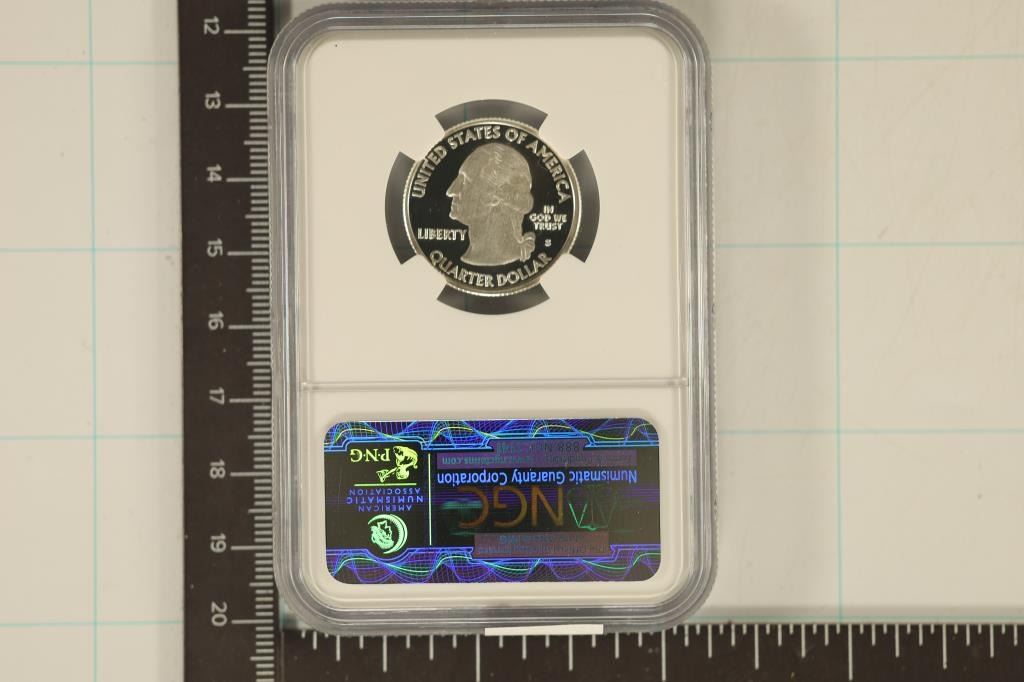 12
13
14
15
16
17
18
19
20
UNITED STATES OF AMERICA
LIBERTY
IN
GOD WE
TRUST
S
QUARTER DOLLAR
P·N·G
AMERICAN
NUMISMATIC
ASSOCIATION
Numismatic Guaranty Corporation
NGC